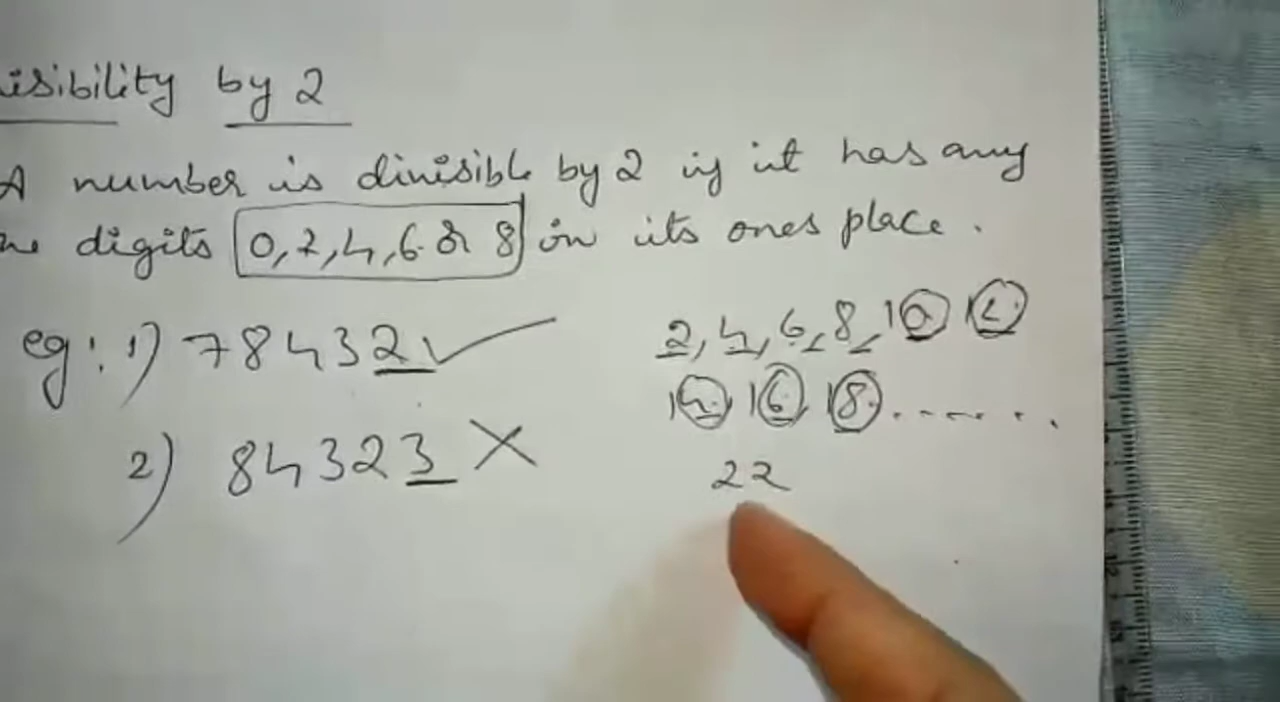 isibility by 2
A number is divisible by 2 if it has any
digits 0, 2, 4, 6 or 8 in its ones place.
eg: 1) 78432 ✓
2, 4, 6, 8, 10 12
14 16 18 . . . . . . .
2) 84323 ✗
22